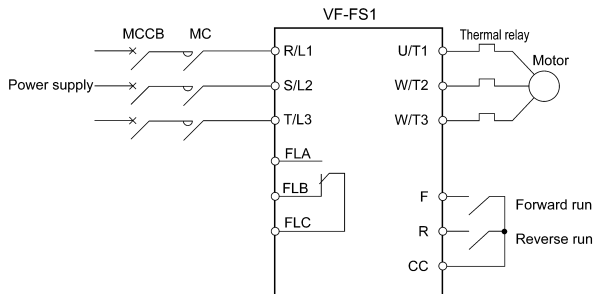 VF-FS1
MCCB MC
Thermal relay
Motor
Power supply
R/L1
S/L2
T/L3
U/T1
W/T2
W/T3
FLA
FLB
FLC
F
R
CC
Forward run
Reverse run